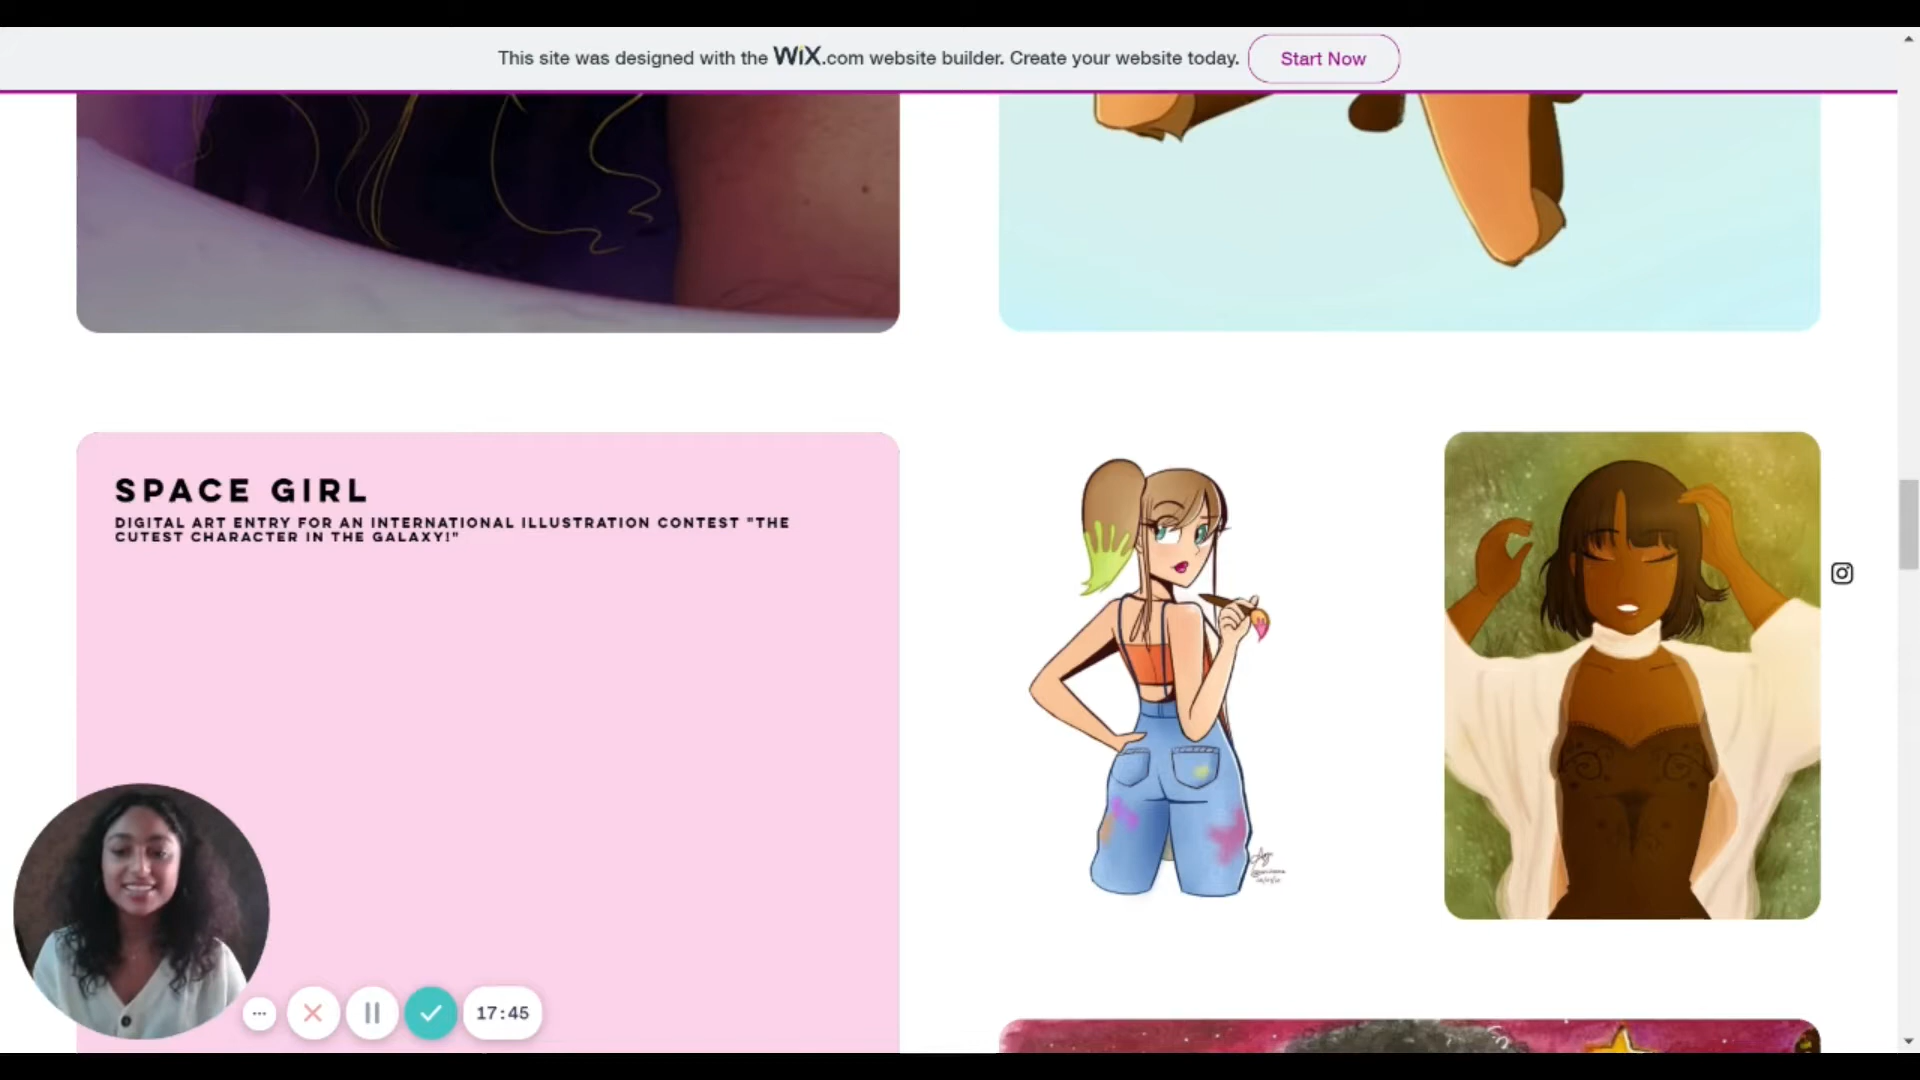 This site was designed with the WiX.com website builder. Create your website today. Start Now
SPACE GIRL
DIGITAL ART ENTRY FOR AN INTERNATIONAL ILLUSTRATION CONTEST "THE
CUTEST CHARACTER IN THE GALAXY!"
17:45